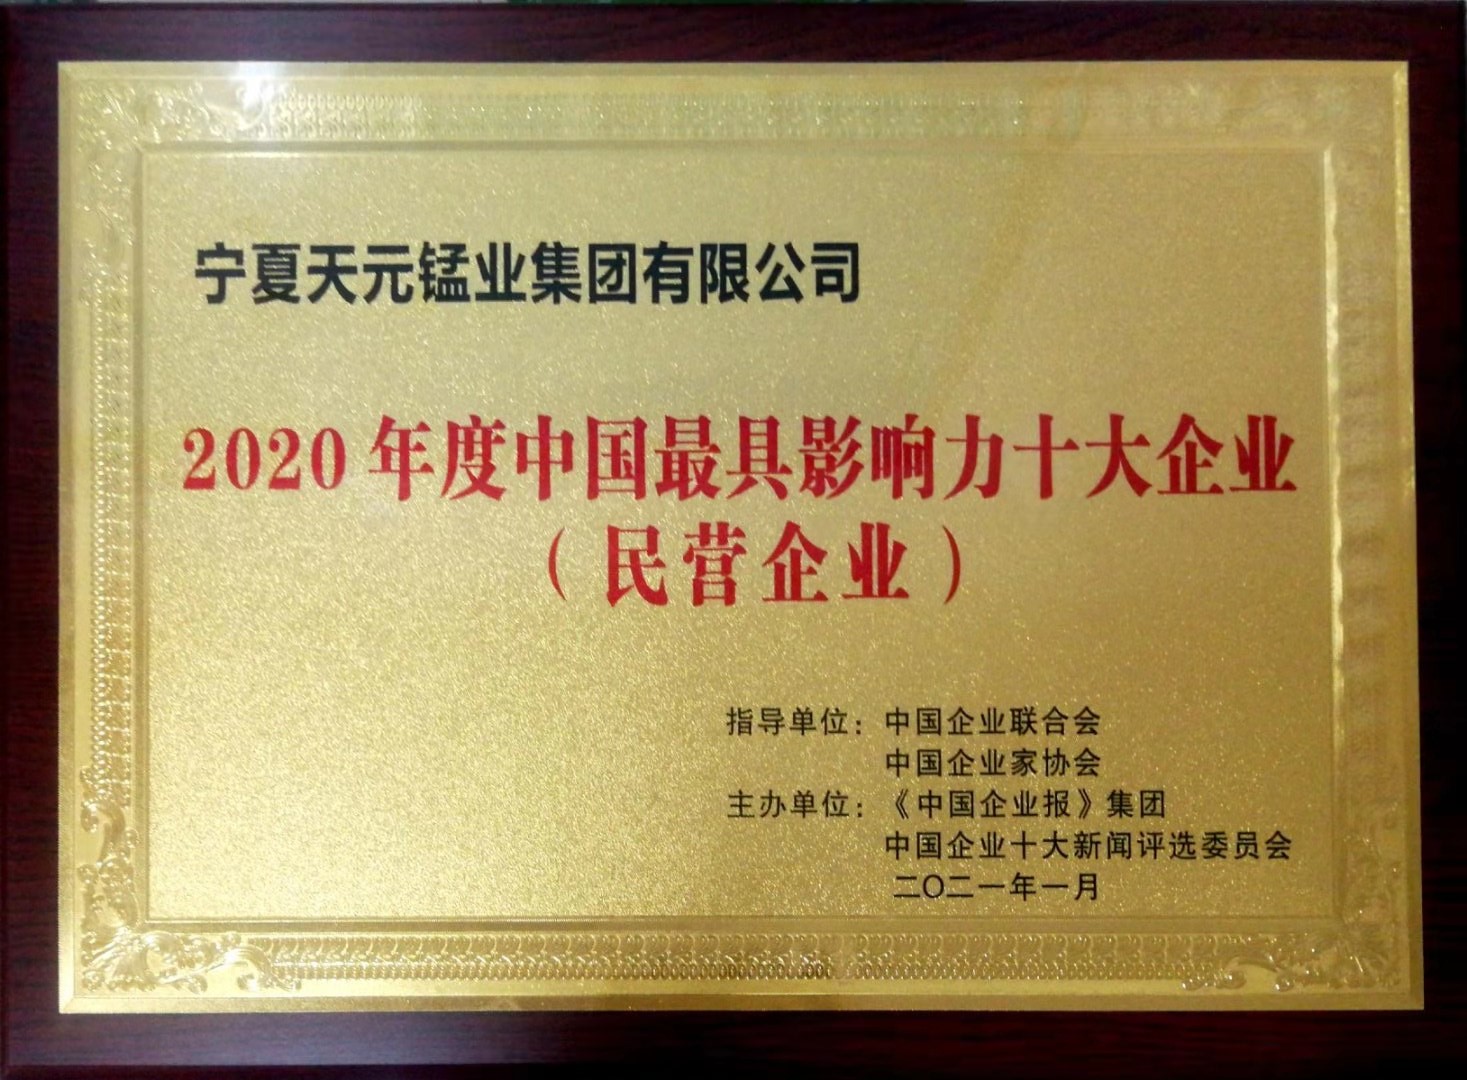 宁夏天元锰业集团有限公司
2020年度中国最具影响力十大企业
（民营企业）
指导单位：中国企业联合会
中国企业家协会
主办单位：《中国企业报》集团
中国企业十大新闻评选委员会
二〇二一年一月